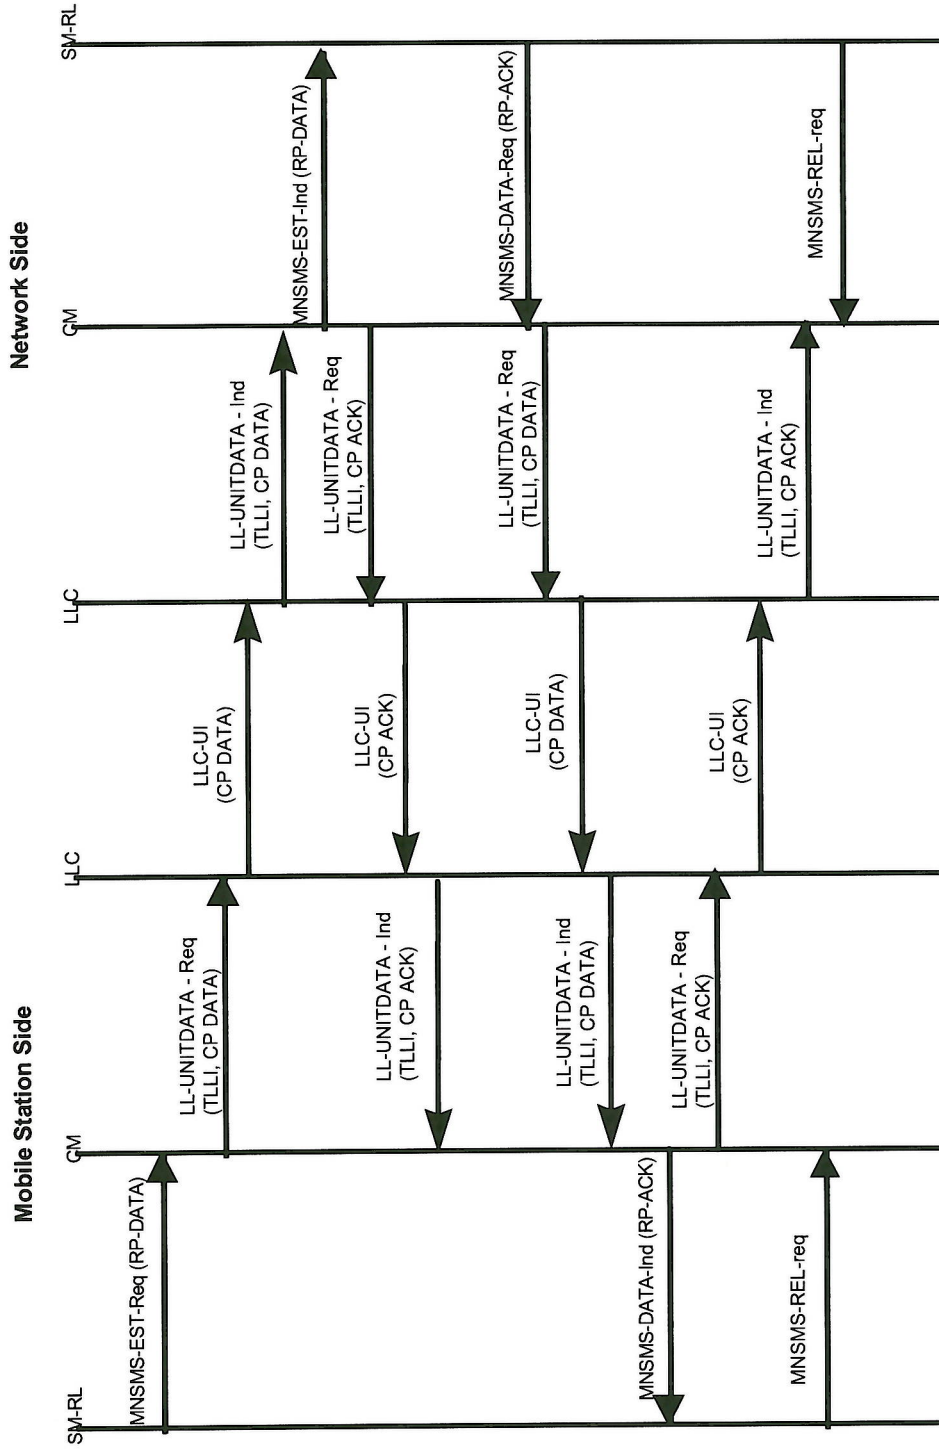 Mobile Station Side
Network Side
SM-RL
CM
LLC
LLC
CM
SM-RL
MNSMS-EST-Req (RP-DATA)
LL-UNITDATA - Req
(TLLI, CP DATA)
LLC-UI
(CP DATA)
LL-UNITDATA - Ind
(TLLI, CP DATA)
MNSMS-EST-Ind (RP-DATA)
LL-UNITDATA - Req
(TLLI, CP ACK)
LLC-UI
(CP ACK)
LL-UNITDATA - Ind
(TLLI, CP ACK)
MNSMS-DATA-Req (RP-ACK)
LL-UNITDATA - Req
(TLLI, CP DATA)
LLC-UI
(CP DATA)
LL-UNITDATA - Ind
(TLLI, CP DATA)
MNSMS-DATA-Ind (RP-ACK)
LL-UNITDATA - Req
(TLLI, CP ACK)
LLC-UI
(CP ACK)
LL-UNITDATA - Ind
(TLLI, CP ACK)
MNSMS-REL-req
MNSMS-REL-req